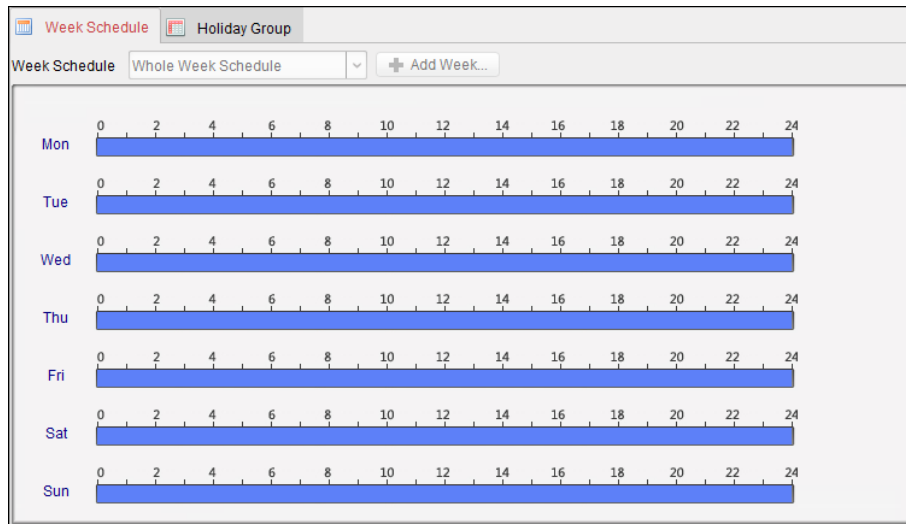 Week Schedule Holiday Group
Week Schedule Whole Week Schedule Add Week...
0 2 4 6 8 10 12 14 16 18 20 22 24
Mon
0 2 4 6 8 10 12 14 16 18 20 22 24
Tue
0 2 4 6 8 10 12 14 16 18 20 22 24
Wed
0 2 4 6 8 10 12 14 16 18 20 22 24
Thu
0 2 4 6 8 10 12 14 16 18 20 22 24
Fri
0 2 4 6 8 10 12 14 16 18 20 22 24
Sat
0 2 4 6 8 10 12 14 16 18 20 22 24
Sun